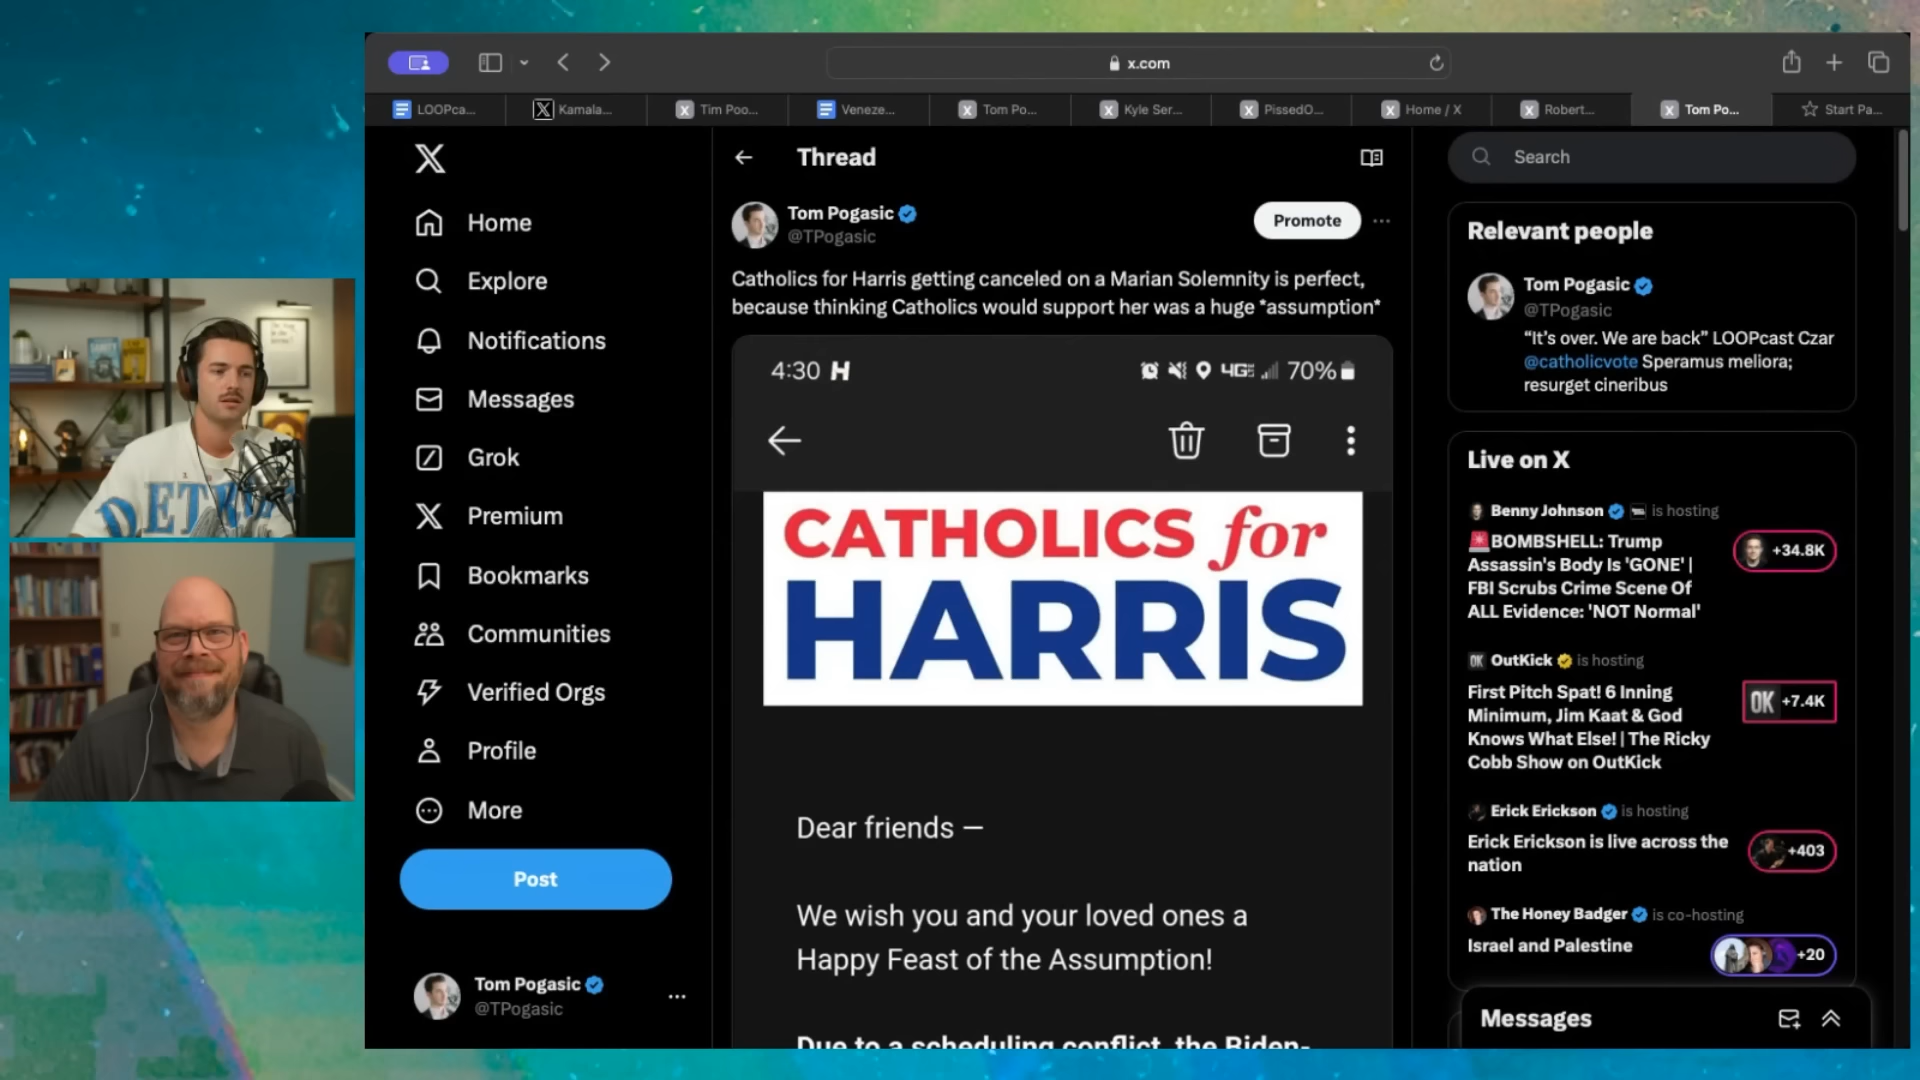 x.com
LOOPca...
Kamala...
Tim Poo...
Veneze...
Tom Po...
Kyle Ser...
PissedO...
Home / X
Robert...
Tom Po...
Start Pa...
Home
Explore
Notifications
Messages
Grok
Premium
Bookmarks
Communities
Verified Orgs
Profile
More
Post
Tom Pogasic
@TPogasic
Thread
Tom Pogasic
@TPogasic
Promote
Catholics for Harris getting canceled on a Marian Solemnity is perfect,
because thinking Catholics would support her was a huge *assumption*
4:30 H
4G 70%
CATHOLICS for
HARRIS
Dear friends —
We wish you and your loved ones a
Happy Feast of the Assumption!
Due to a scheduling conflict, the Biden-
Search
Relevant people
Tom Pogasic
@TPogasic
“It’s over. We are back” LOOPcast Czar
@catholicvote Speramus meliora;
resurget cineribus
Live on X
Benny Johnson is hosting
BOMBSHELL: Trump
Assassin's Body Is 'GONE' |
FBI Scrubs Crime Scene Of
ALL Evidence: 'NOT Normal'
+34.8K
OutKick is hosting
First Pitch Spat! 6 Inning
Minimum, Jim Kaat & God
Knows What Else! | The Ricky
Cobb Show on OutKick
OK +7.4K
Erick Erickson is hosting
Erick Erickson is live across the
nation
+403
The Honey Badger is co-hosting
Israel and Palestine
+20
Messages